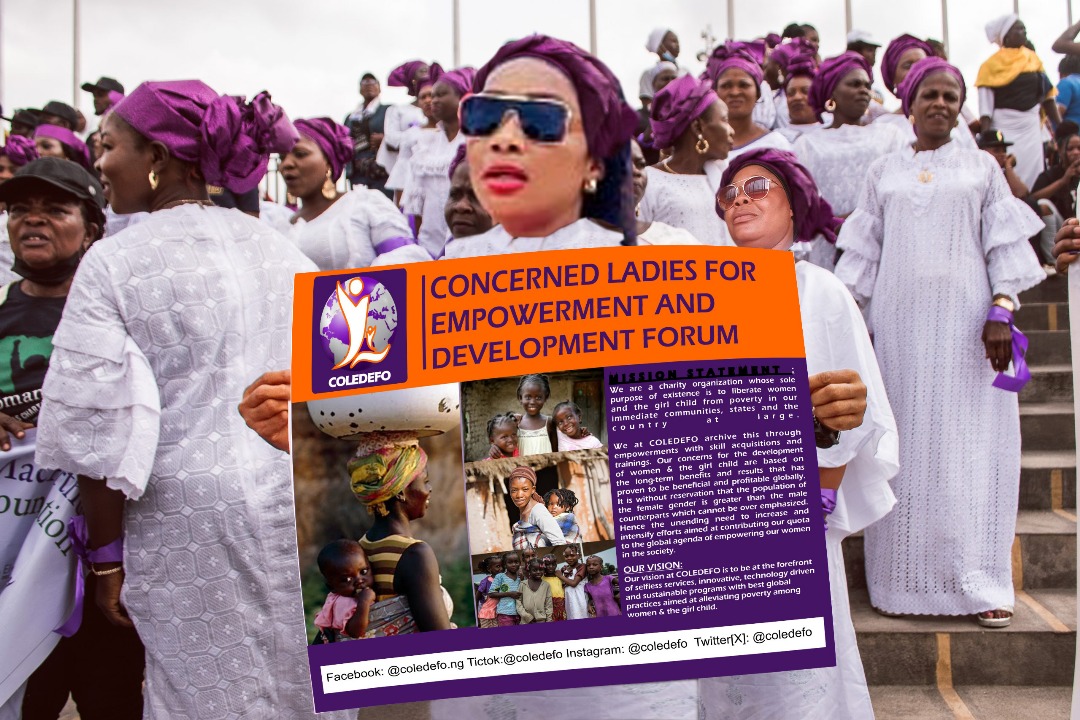 CONCERNED LADIES FOR
EMPOWERMENT AND
DEVELOPMENT FORUM
COLEDEFO
MISSION STATEMENT :
We are a charity organization whose sole
purpose of existence is to liberate women
and the girl child from poverty in our
immediate communities, states and the
country at large.
We at COLEDEFO archive this through
empowerments with skill acquisitions and
trainings. Our concerns for the development
of women & the girl child are based on
the long-term benefits and results that has
proven to be beneficial and profitable globally.
It is without reservation that the population of
the female gender is greater than the male
counterparts which cannot be over emphasized.
Hence the unending need to increase and
intensify efforts aimed at contributing our quota
to the global agenda of empowering our women
in the society.
OUR VISION:
Our vision at COLEDEFO is to be at the forefront
of selfless services, innovative, technology driven
and sustainable programs with best global
practices aimed at alleviating poverty among
women & the girl child.
Facebook: @coledefo.ng Tictok:@coledefo Instagram: @coledefo Twitter[X]: @coledefo